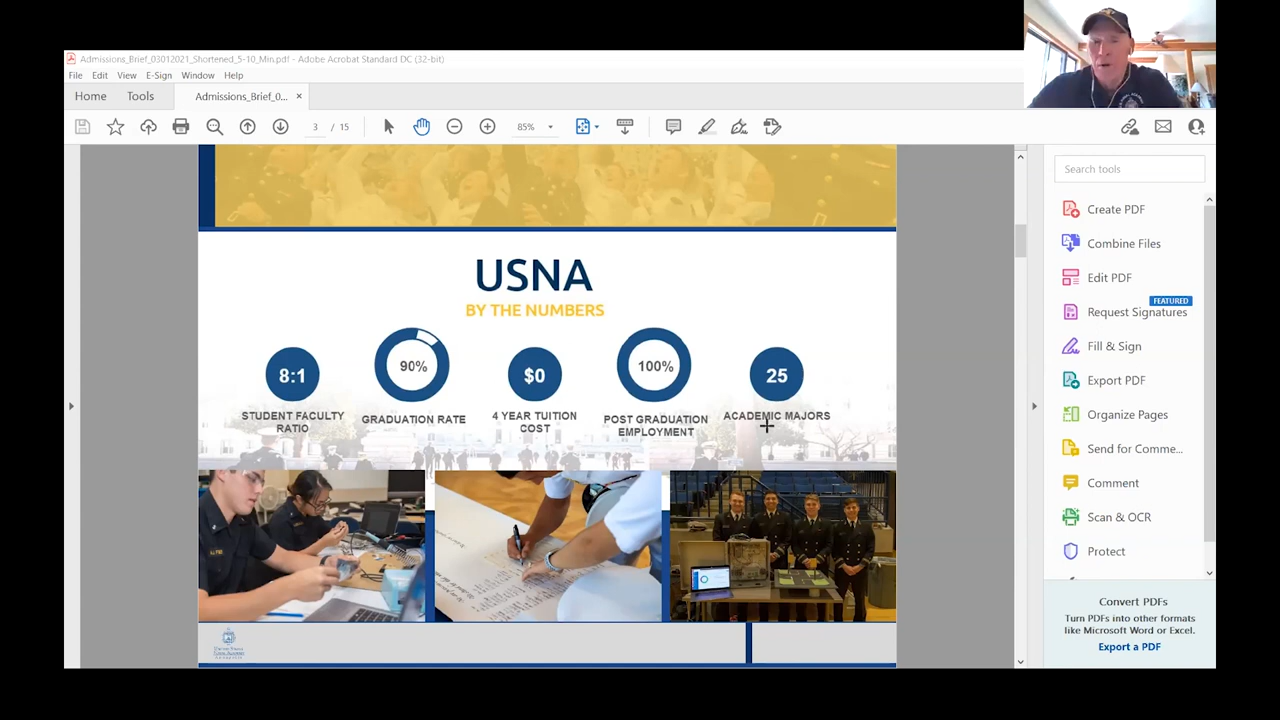 Admissions_Brief_03012021_Shortened_5-10_Min.pdf - Adobe Acrobat Standard DC (32-bit)
File Edit View E-Sign Window Help
Home Tools Admissions_Brief_0... ×
3 / 15 85%
Search tools
Create PDF
Combine Files
Edit PDF
FEATURED
Request Signatures
Fill & Sign
Export PDF
Organize Pages
Send for Comme...
Comment
Scan & OCR
Protect
Convert PDFs
Turn PDFs into other formats
like Microsoft Word or Excel.
Export a PDF
USNA
BY THE NUMBERS
8:1
STUDENT FACULTY
RATIO
90%
GRADUATION RATE
$0
4 YEAR TUITION
COST
100%
POST GRADUATION
EMPLOYMENT
25
ACADEMIC MAJORS